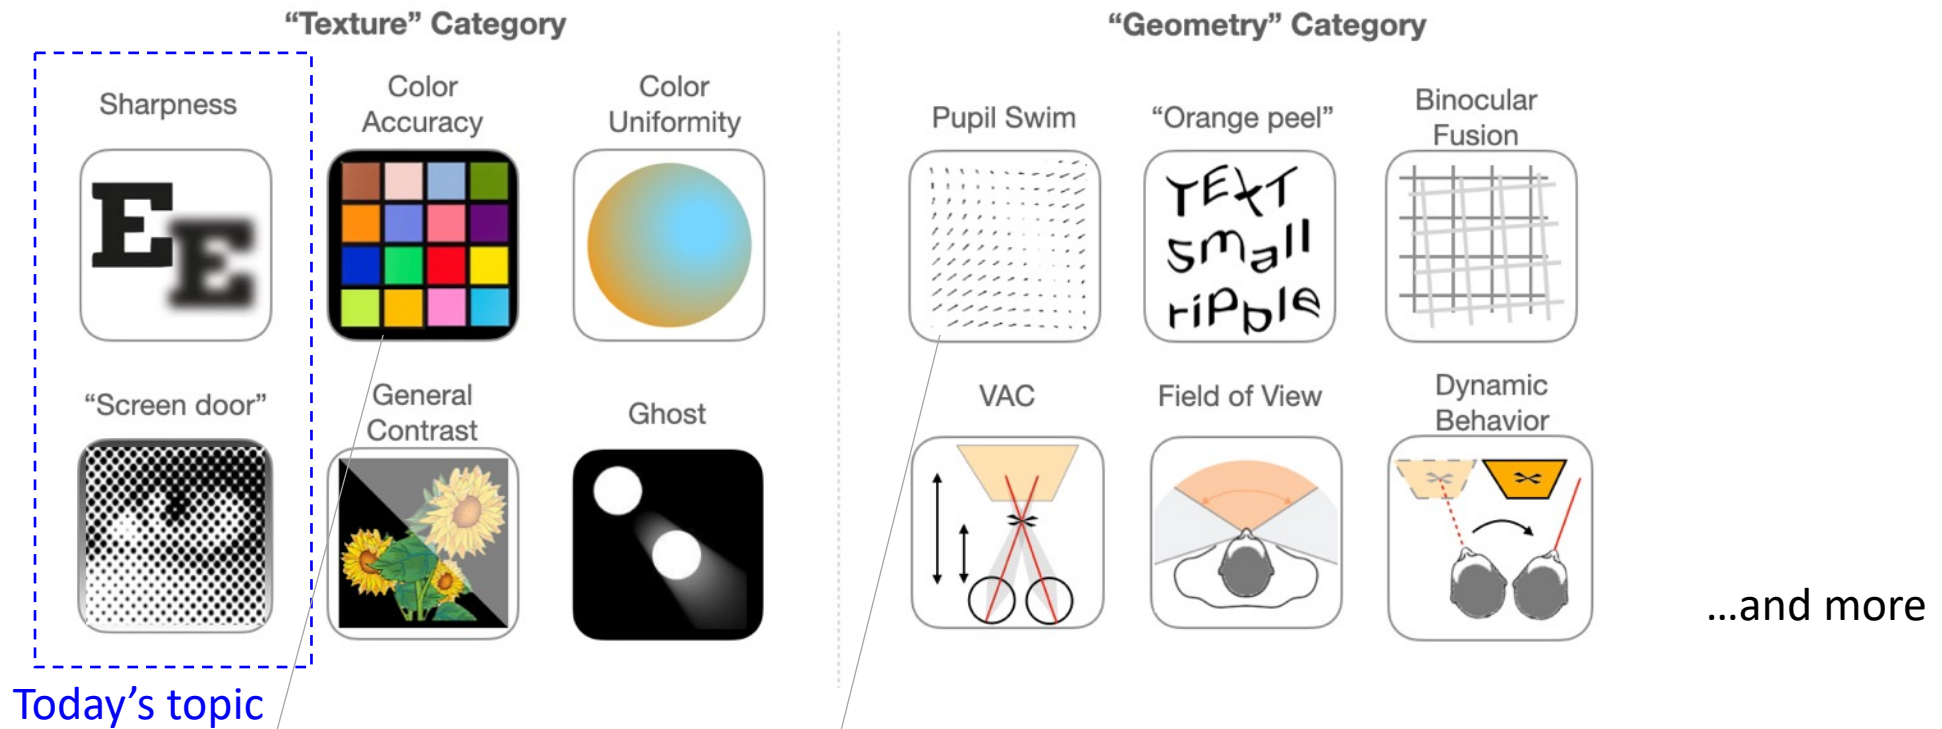 “Texture” Category
Sharpness
Color
Accuracy
Color
Uniformity
E
E
“Screen door”
General
Contrast
Ghost
Today’s topic
“Geometry” Category
Pupil Swim
“Orange peel”
Binocular
Fusion
TEXT
small
ripple
VAC
Field of View
Dynamic
Behavior
...and more